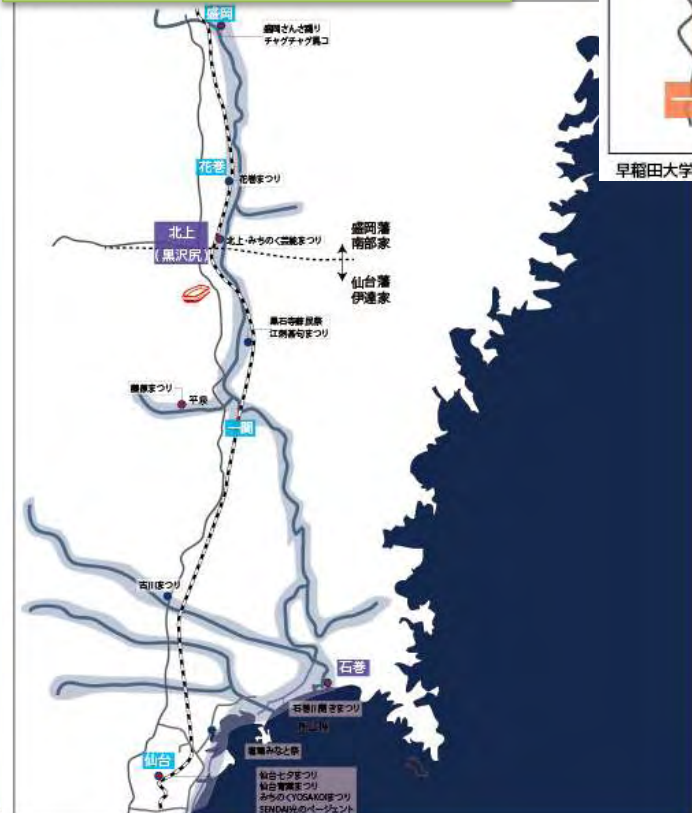 盛岡
盛岡さんさ踊り
チャグチャグ馬コ
一
早稲田大学
花巻
花巻まつり
北上
(黒沢尻)
北上・みちのく芸能まつり
盛岡藩
南部家
仙台藩
伊達家
黒石寺蘇民祭
江刺甚句まつり
藤原まつり
平泉
一関
古川まつり
石巻
石巻川開きまつり
塩竈みなと祭
仙台
仙台七夕まつり
仙台青葉まつり
みちのくYOSAKOIまつり
SENDAI光のページェント